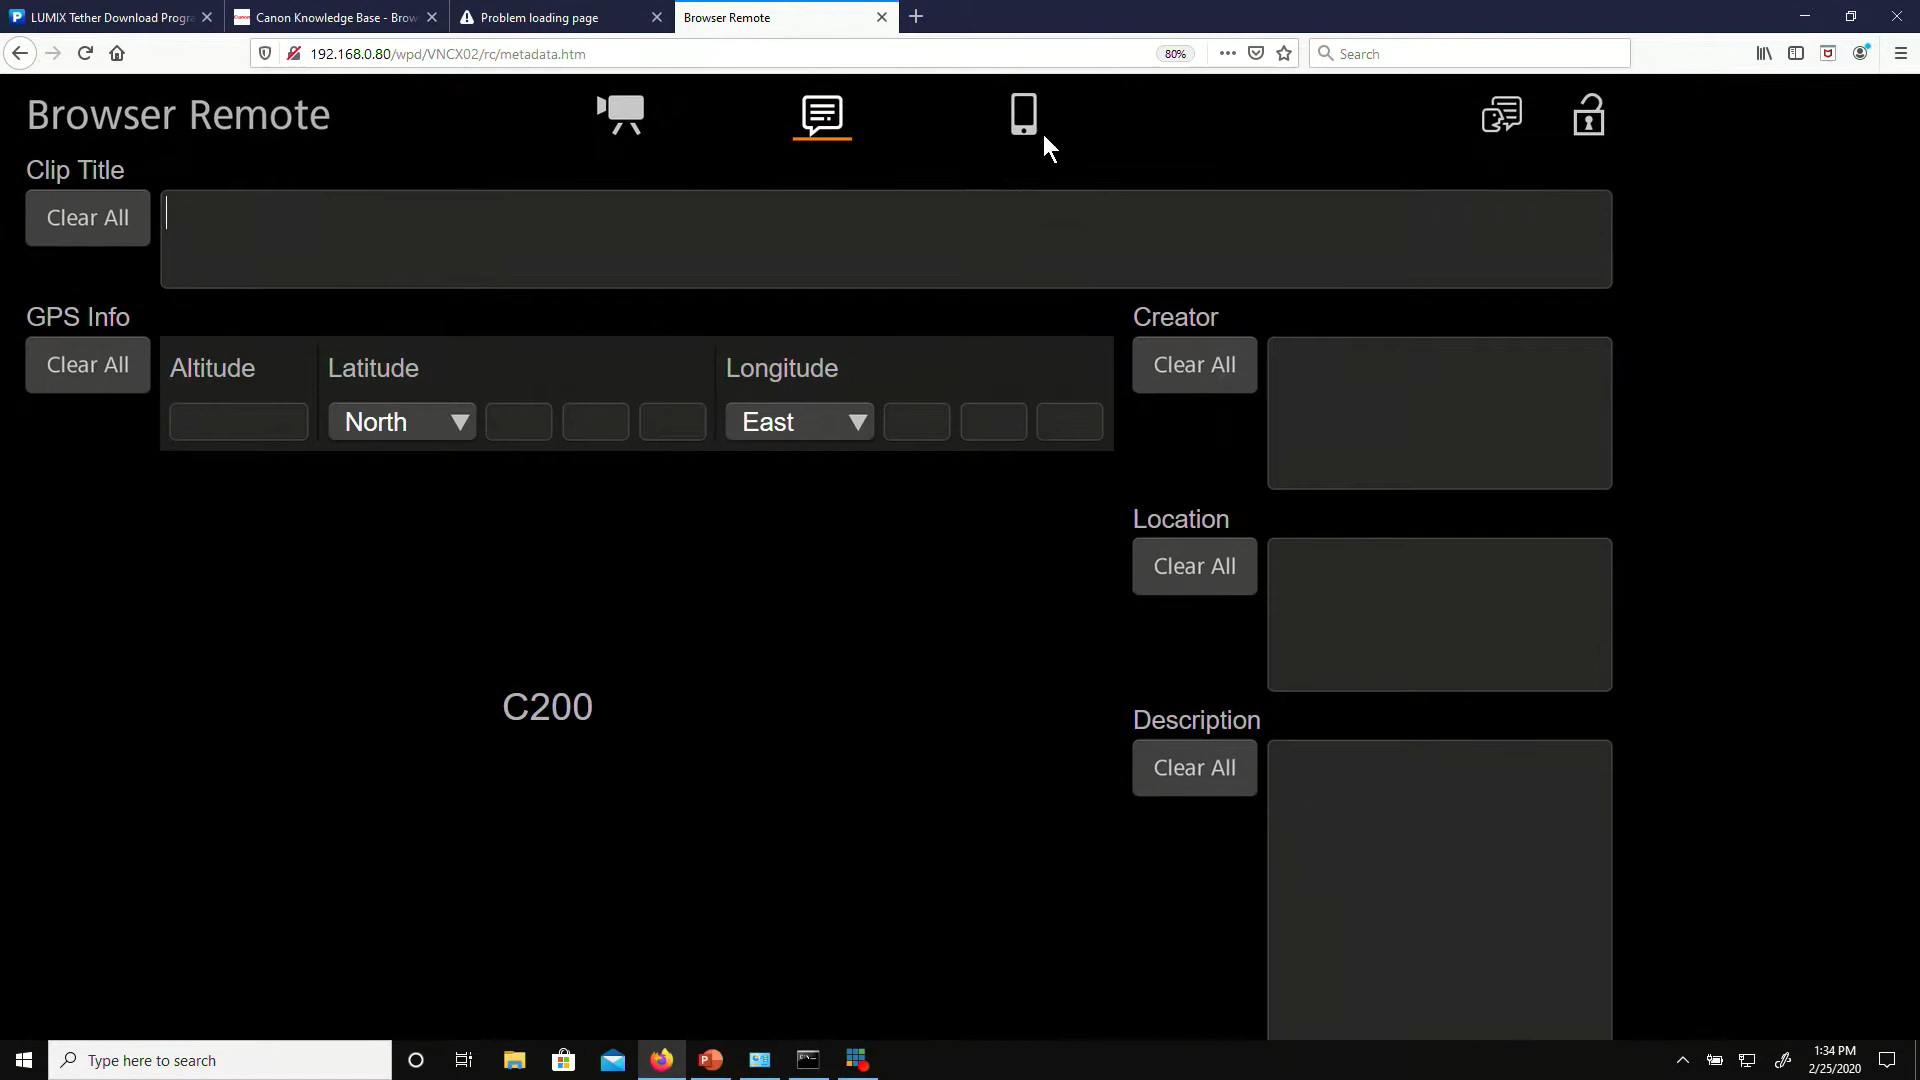 LUMIX Tether Download Progr
Canon Knowledge Base - Brow
Problem loading page
Browser Remote
192.168.0.80/wpd/VNCX02/rc/metadata.htm
80%
Search
Browser Remote
Clip Title
Clear All
GPS Info
Clear All
Altitude
Latitude
Longitude
North
East
Creator
Clear All
Location
Clear All
C200
Description
Clear All
Type here to search
1:34 PM
2/25/2020